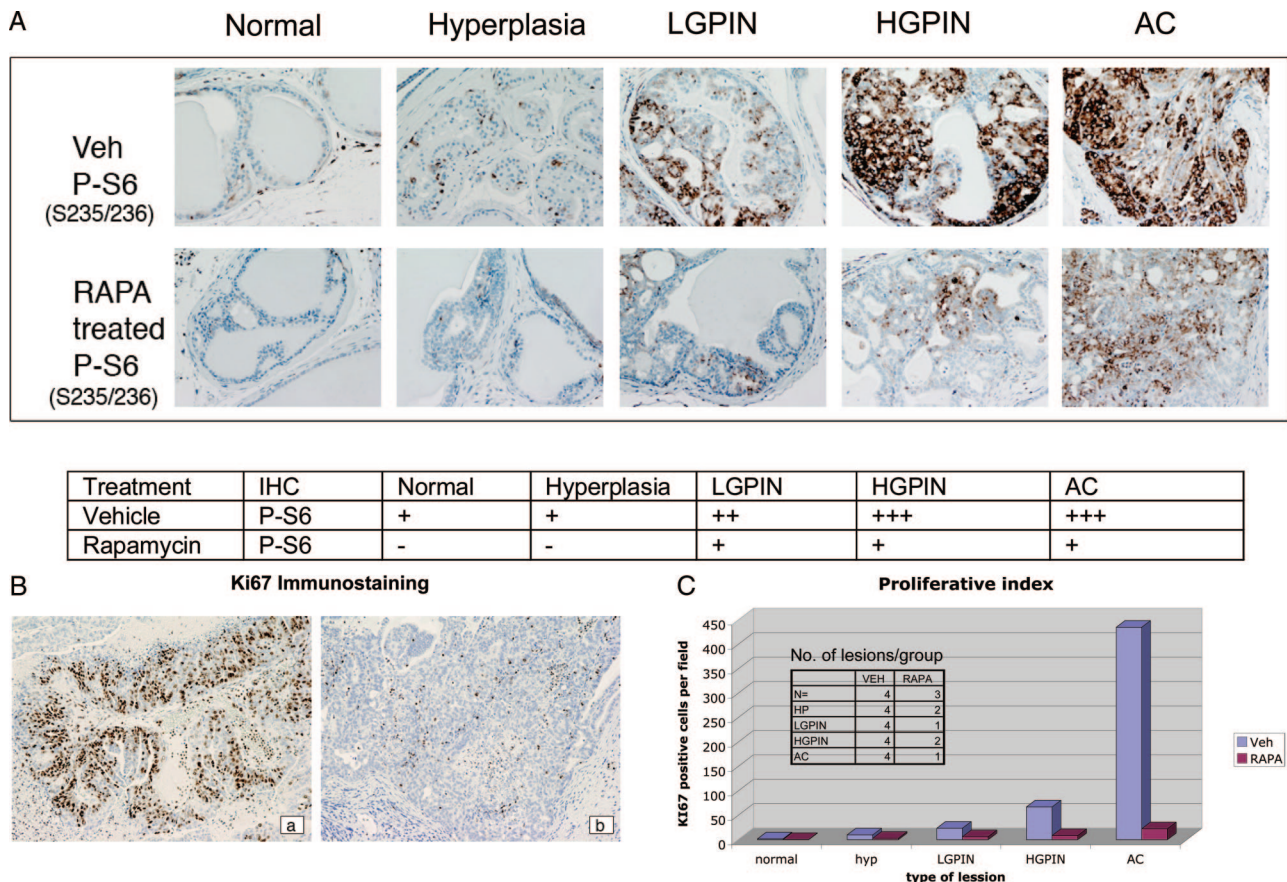 A
Normal Hyperplasia LGPIN HGPIN AC
Veh
P-S6
(S235/236)
RAPA
treated
P-S6
(S235/236)
Treatment IHC Normal Hyperplasia LGPIN HGPIN AC
Vehicle P-S6 + + ++ +++ +++
Rapamycin P-S6 - - + + +
B Ki67 Immunostaining
a
b
C Proliferative index
KI67 positive cells per field
450
400
350
300
250
200
150
100
50
0
No. of lesions/group
VEH RAPA
N= 4 3
HP 4 2
LGPIN 4 1
HGPIN 4 2
AC 4 1
Veh
RAPA
normal hyp LGPIN HGPIN AC
type of lession